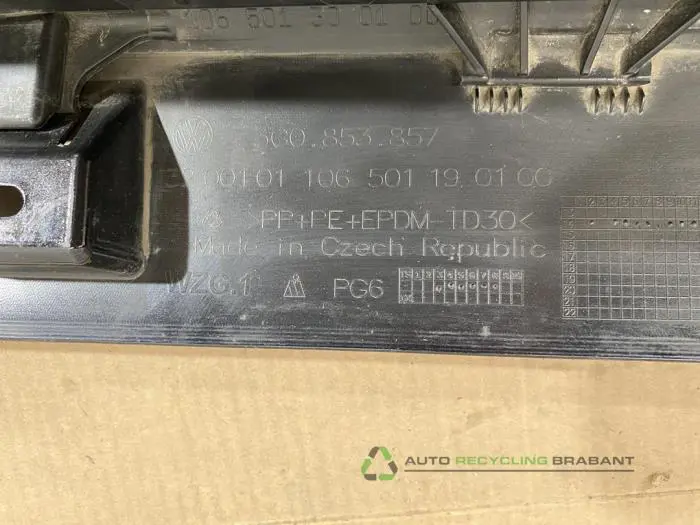 106 501 30 01 00
5G0.853.857
00101 106 501 19 01 00
PP+PE+EPDM-TD30<
Made in Czech Republic
WZG.1 PG6
AUTO RECYCLING BRABANT